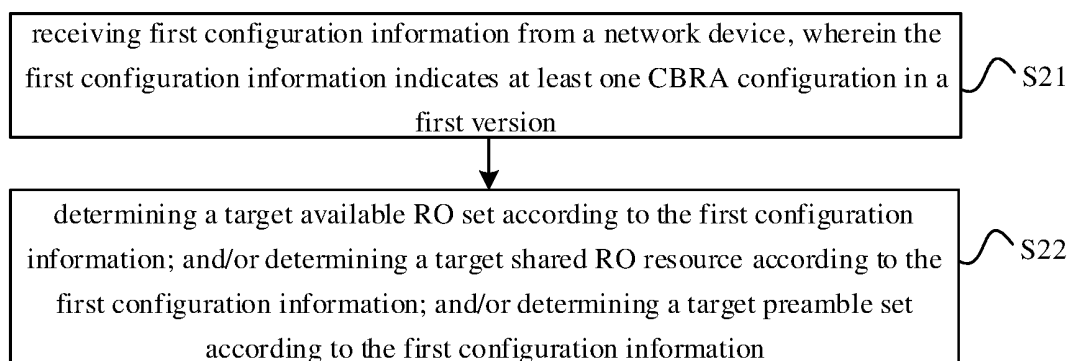 receiving first configuration information from a network device, wherein the
first configuration information indicates at least one CBRA configuration in a
first version
S21
determining a target available RO set according to the first configuration
information; and/or determining a target shared RO resource according to the
first configuration information; and/or determining a target preamble set
according to the first configuration information
S22